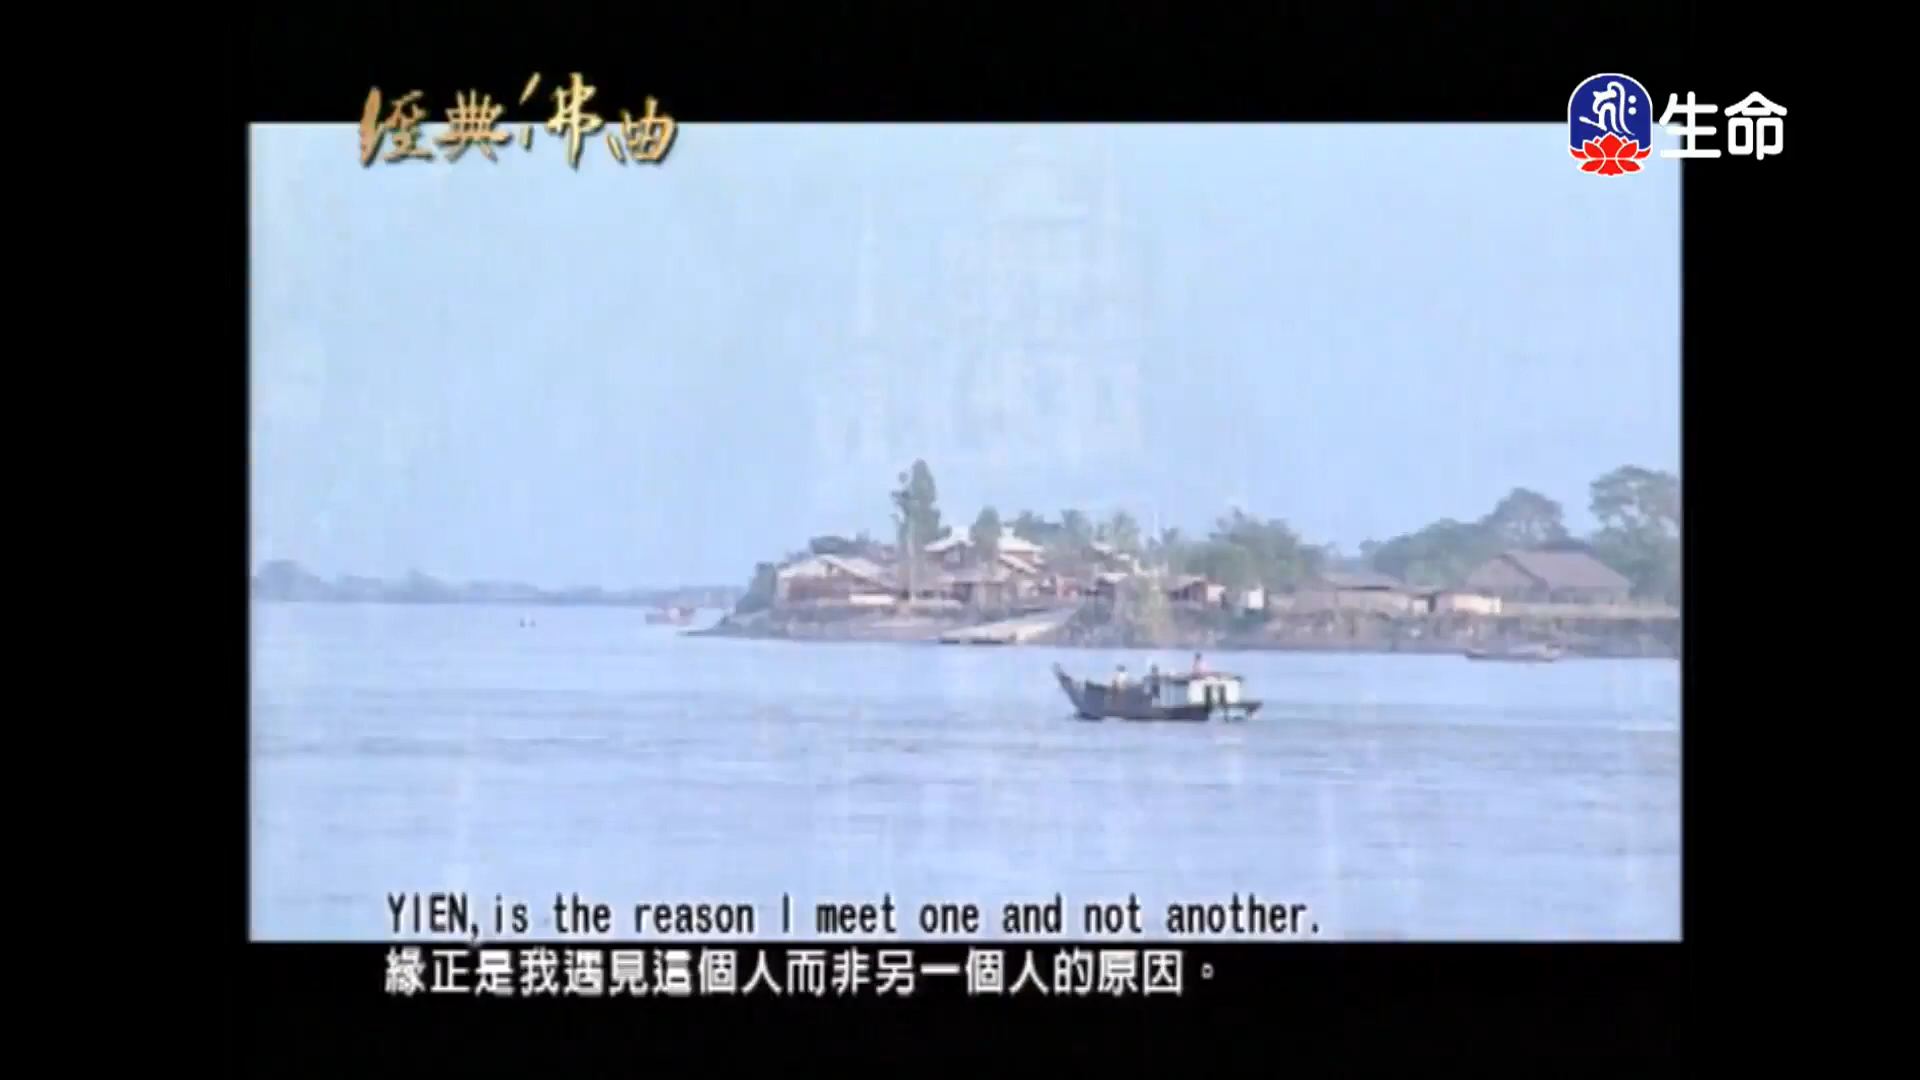 經典佛曲
生命
YIEN,is the reason I meet one and not another.
緣正是我遇見這個人而非另一個人的原因。